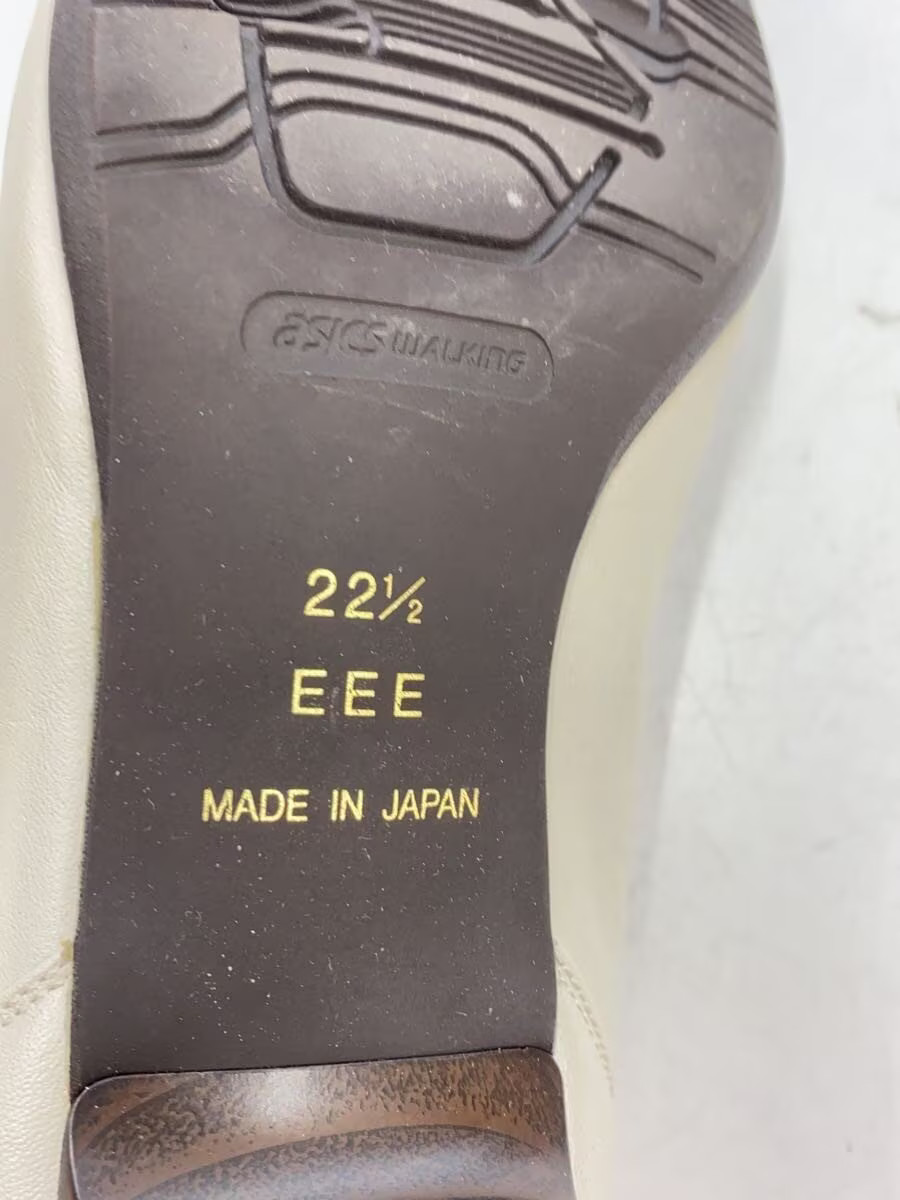 asics WALKING
22½
EEE
MADE IN JAPAN